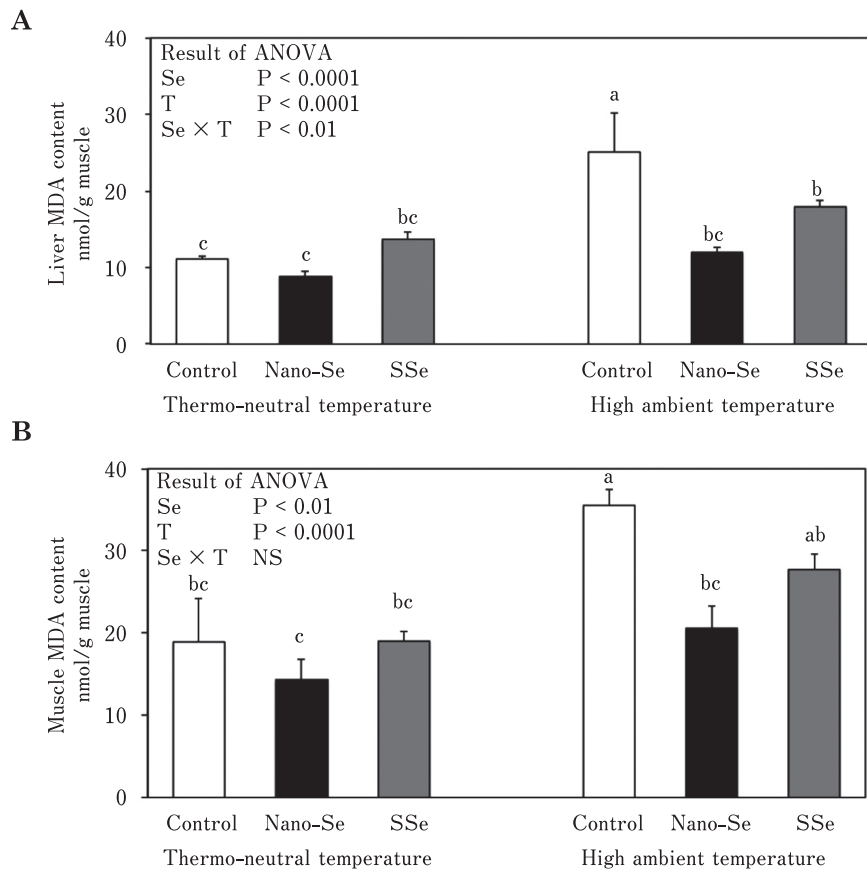 A
Liver MDA content
nmol/g muscle
40
30
20
10
0
Result of ANOVA
Se P < 0.0001
T P < 0.0001
Se × T P < 0.01
c
c
bc
a
bc
b
Control Nano-Se SSe Control Nano-Se SSe
Thermo-neutral temperature High ambient temperature
B
Muscle MDA content
nmol/g muscle
40
30
20
10
0
Result of ANOVA
Se P < 0.01
T P < 0.0001
Se × T NS
bc
c
bc
a
bc
ab
Control Nano-Se SSe Control Nano-Se SSe
Thermo-neutral temperature High ambient temperature